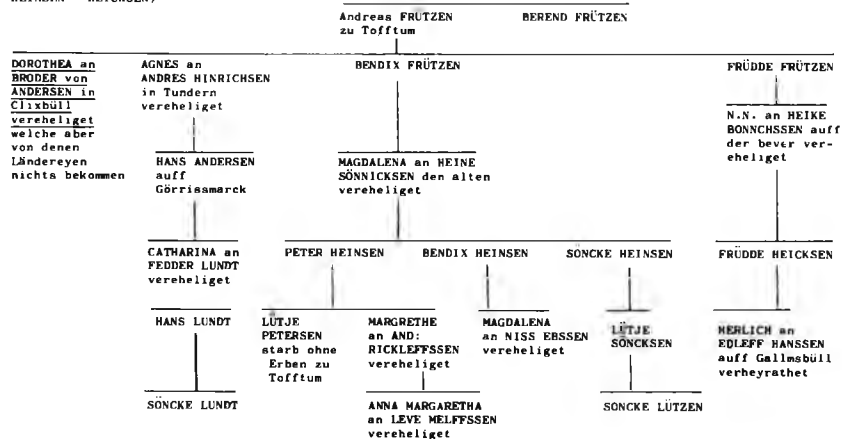 Andreas FRÜTZEN
zu Tofftum
BEREND FRÜTZEN
DOROTHEA an
BRODER von
ANDERSEN in
Clixbüll
vereheliget
welche aber
von denen
Ländereyen
nichts bekommen
AGNES an
ANDRES HINRICHSEN
in Tundern
vereheliget
BENDIX FRÜTZEN
FRÜDDE FRÜTZEN
HANS ANDERSEN
auff
Görrissmarck
MAGDALENA an HEINE
SÖNNICKSEN den alten
vereheliget
N.N. an HEIKE
BONNCHSSEN auff
der bever ver-
eheliget
CATHARINA an
FEDDER LUNDT
vereheliget
PETER HEINSEN
BENDIX HEINSEN
SÖNCKE HEINSEN
FRÜDDE HEICKSEN
HANS LUNDT
LÜTJE
PETERSEN
starb ohne
Erben zu
Tofftum
MARGRETHE
an AND:
RICKLEFFSSEN
vereheliget
MAGDALENA
an NISS EBSSEN
vereheliget
LÜTJE
SÖNCKSEN
MERLICH an
EDLEFF HANSSEN
auff Gallmsbüll
verheyrathet
SÖNCKE LUNDT
ANNA MARGARETHA
an LEVE MELFFSSEN
vereheliget
SÖNCKE LÜTZEN